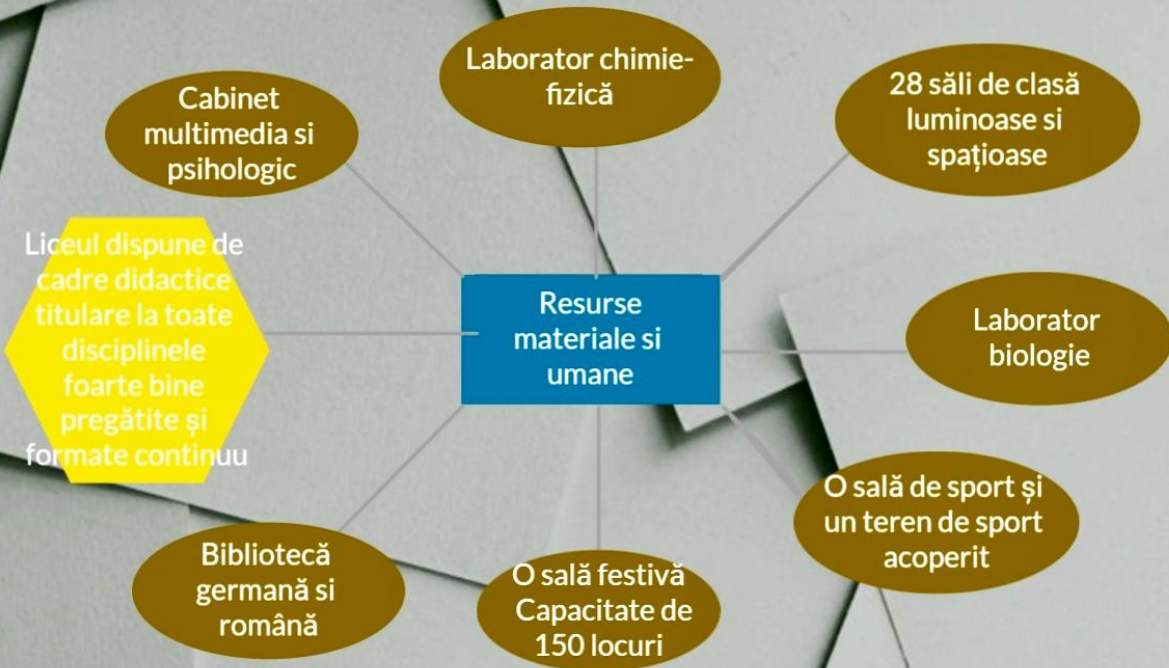 Laborator chimie-
fizică
Cabinet
multimedia si
psihologic
28 săli de clasă
luminoase si
spațioase
Liceul dispune de
cadre didactice
titulare la toate
disciplinele
foarte bine
pregătite și
formate continuu
Resurse
materiale si
umane
Laborator
biologie
O sală de sport și
un teren de sport
acoperit
Bibliotecă
germană si
română
O sală festivă
Capacitate de
150 locuri